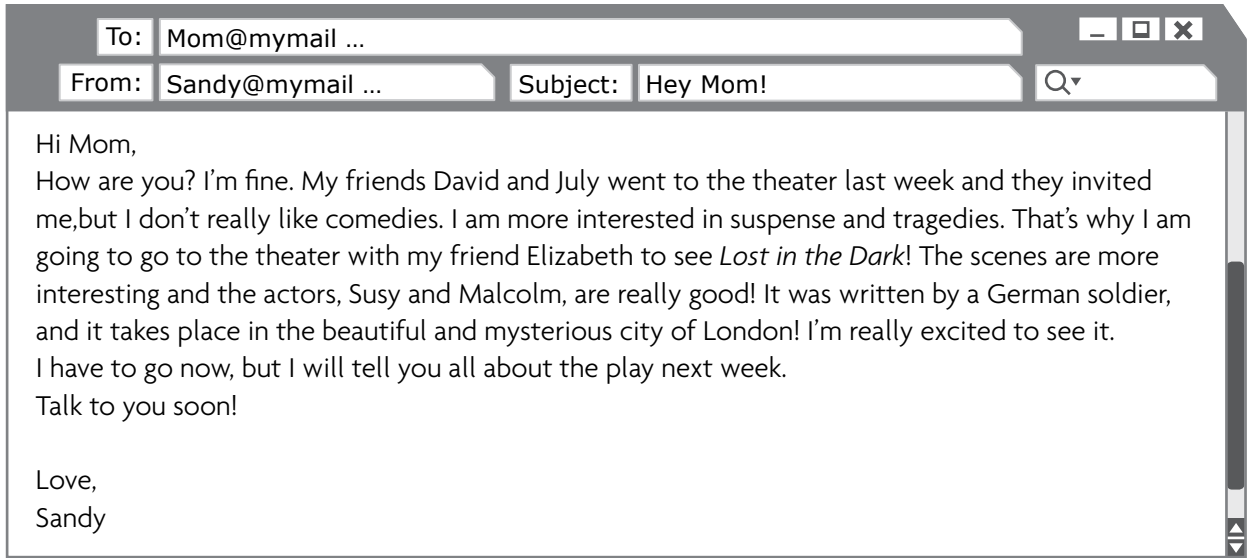 To: Mom@mymail ...
From: Sandy@mymail ... Subject: Hey Mom!
Hi Mom,
How are you? I'm fine. My friends David and July went to the theater last week and they invited
me,but I don't really like comedies. I am more interested in suspense and tragedies. That's why I am
going to go to the theater with my friend Elizabeth to see Lost in the Dark! The scenes are more
interesting and the actors, Susy and Malcolm, are really good! It was written by a German soldier,
and it takes place in the beautiful and mysterious city of London! I'm really excited to see it.
I have to go now, but I will tell you all about the play next week.
Talk to you soon!
Love,
Sandy